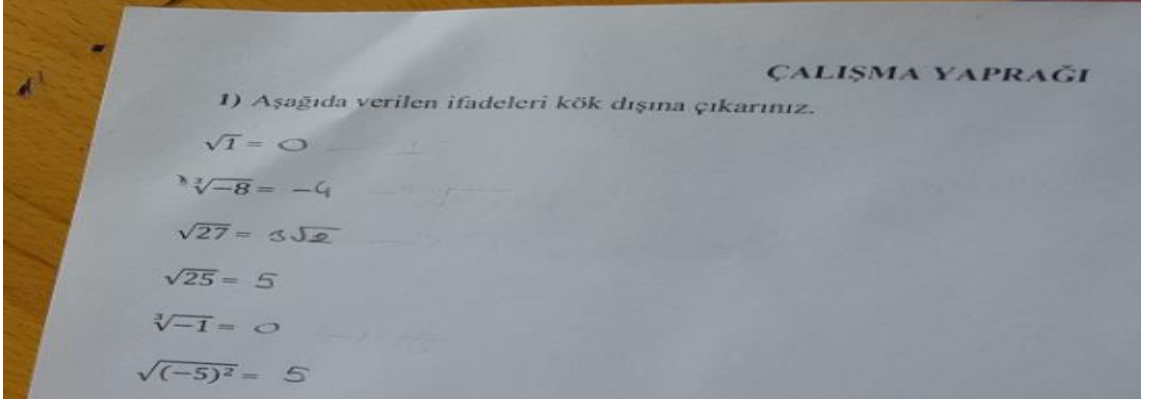 ÇALIŞMA YAPRAĞI
1) Aşağıda verilen ifadeleri kök dışına çıkarınız.
√1 = 0
∛-8 = -4
√27 = 3√2
√25 = 5
∛-1 = 0
√(-5)² = 5